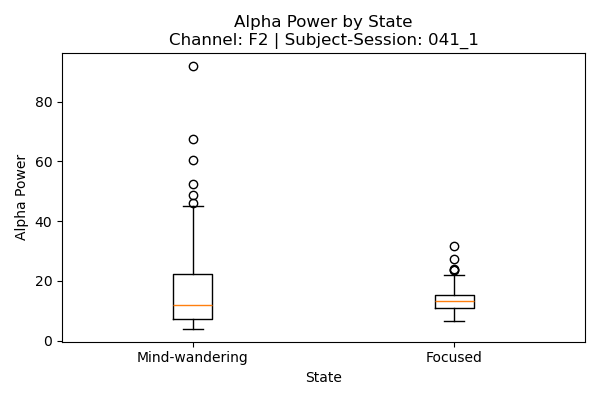 Alpha Power by State
Channel: F2 | Subject-Session: 041_1
Alpha Power
80
60
40
20
0
Mind-wandering
Focused
State